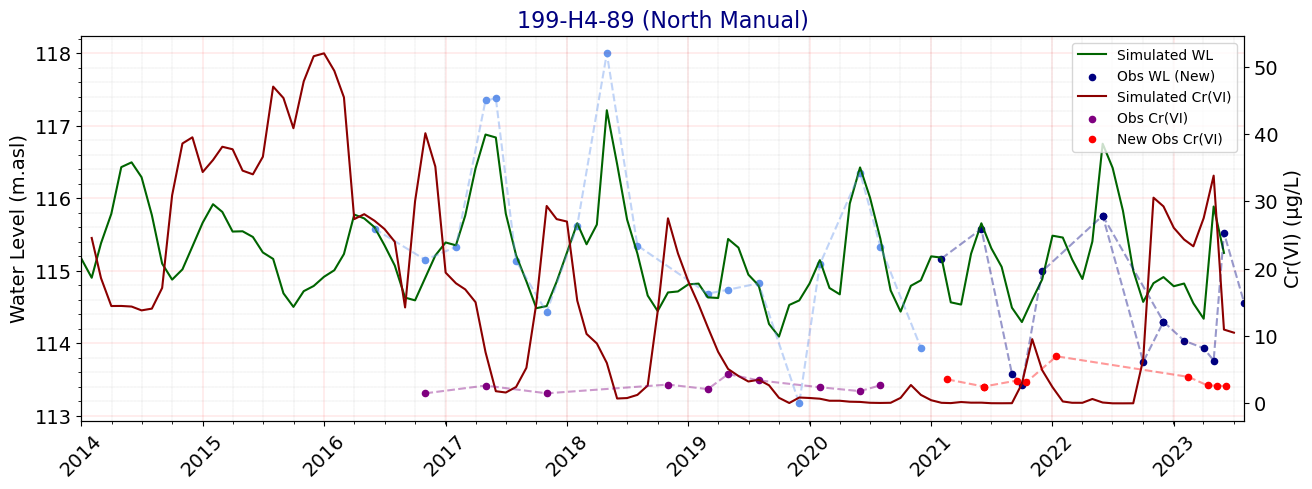 199-H4-89 (North Manual)
Water Level (m.asl)
118
117
116
115
114
113
Simulated WL
Obs WL (New)
Simulated Cr(VI)
Obs Cr(VI)
New Obs Cr(VI)
50
40
30
20
10
0
Cr(VI) (µg/L)
2014
2015
2016
2017
2018
2019
2020
2021
2022
2023